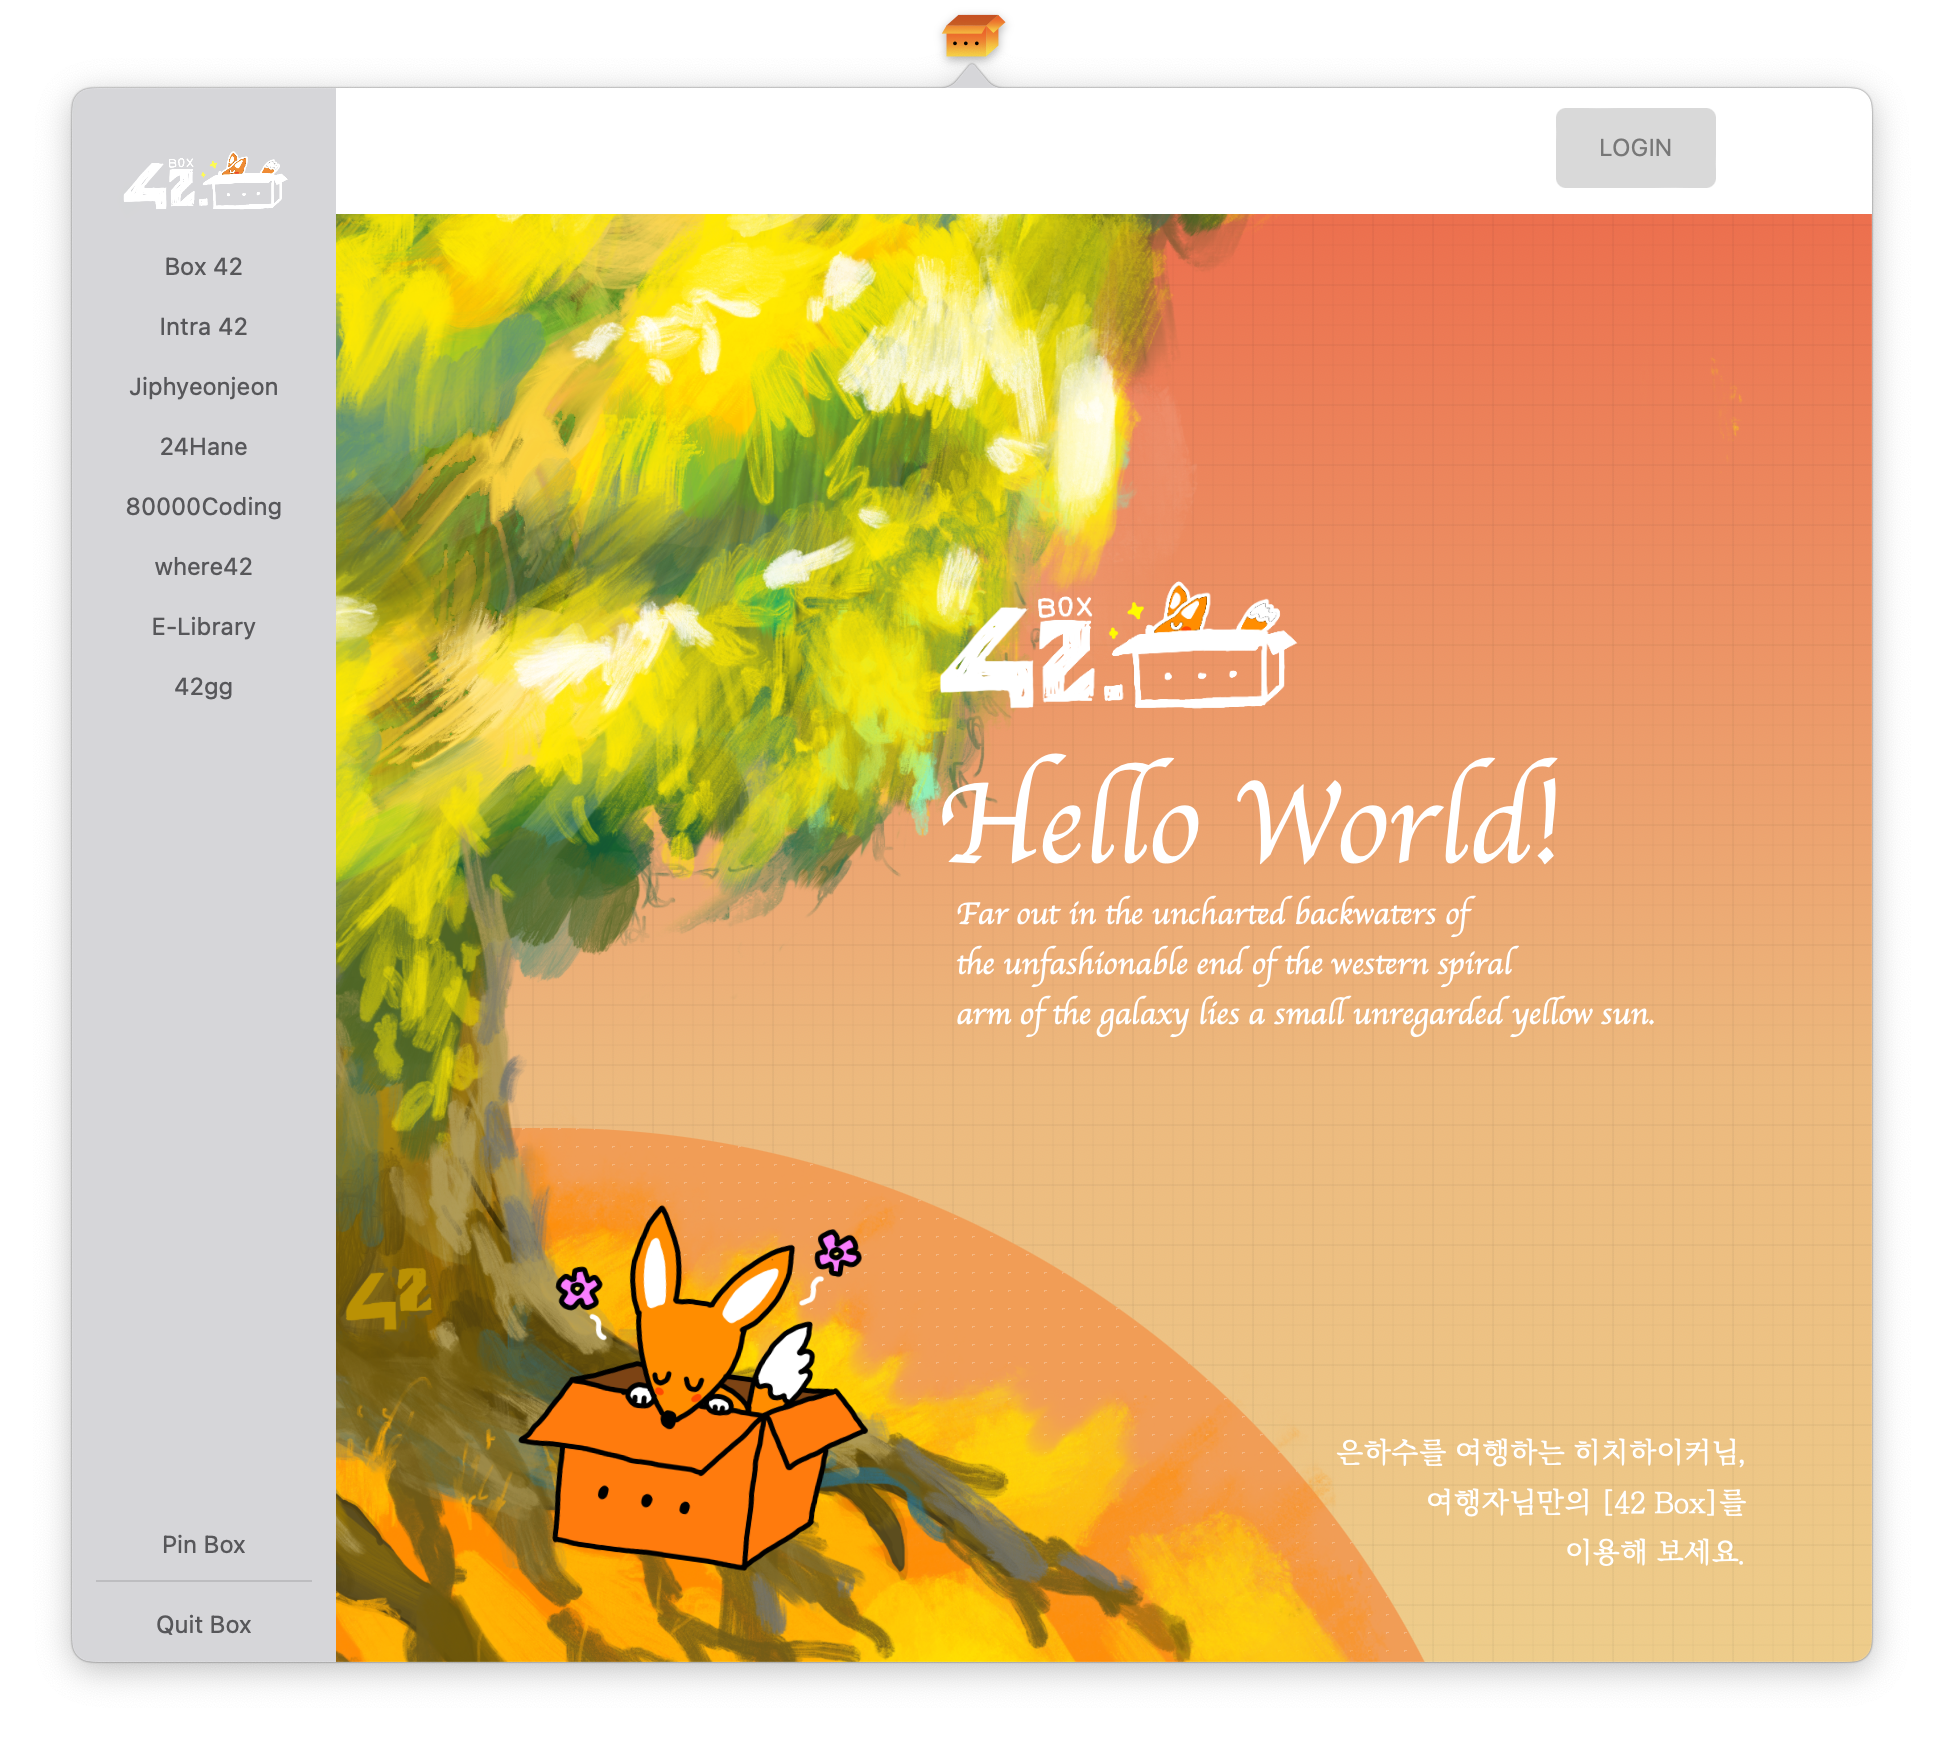 BOX
42.
Box 42
Intra 42
Jiphyeonjeon
24Hane
80000Coding
where42
E-Library
42gg
Pin Box
Quit Box
LOGIN
BOX
42.
Hello World!
Far out in the uncharted backwaters of
the unfashionable end of the western spiral
arm of the galaxy lies a small unregarded yellow sun.
42
은하수를 여행하는 히치하이커님,
여행자님만의 [42 Box]를
이용해 보세요.